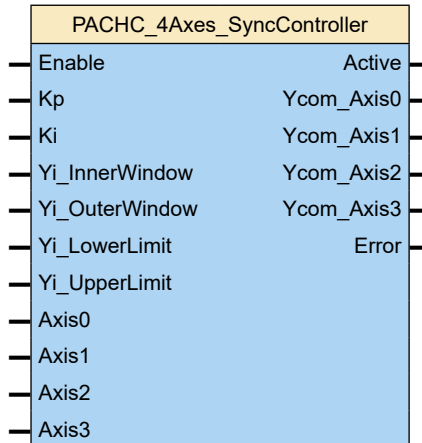 PACHC_4Axes_SyncController
Enable Active
Kp Ycom_Axis0
Ki Ycom_Axis1
Yi_InnerWindow Ycom_Axis2
Yi_OuterWindow Ycom_Axis3
Yi_LowerLimit Error
Yi_UpperLimit
Axis0
Axis1
Axis2
Axis3